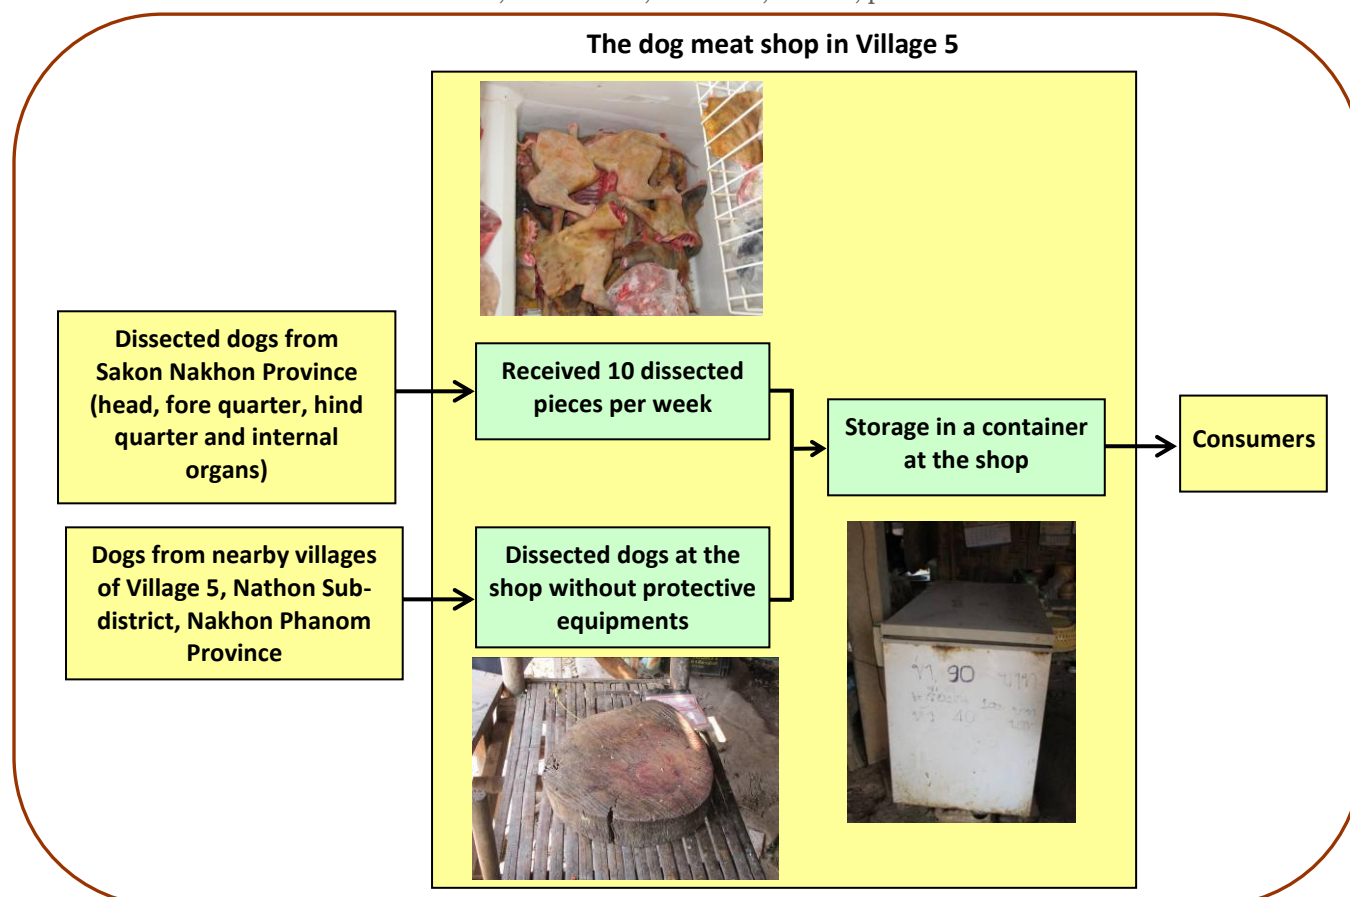 The dog meat shop in Village 5
Dissected dogs from
Sakon Nakhon Province
(head, fore quarter, hind
quarter and internal
organs)
Received 10 dissected
pieces per week
Storage in a container
at the shop
Consumers
Dogs from nearby villages
of Village 5, Nathon Sub-
district, Nakhon Phanom
Province
Dissected dogs at the
shop without protective
equipments
90
40